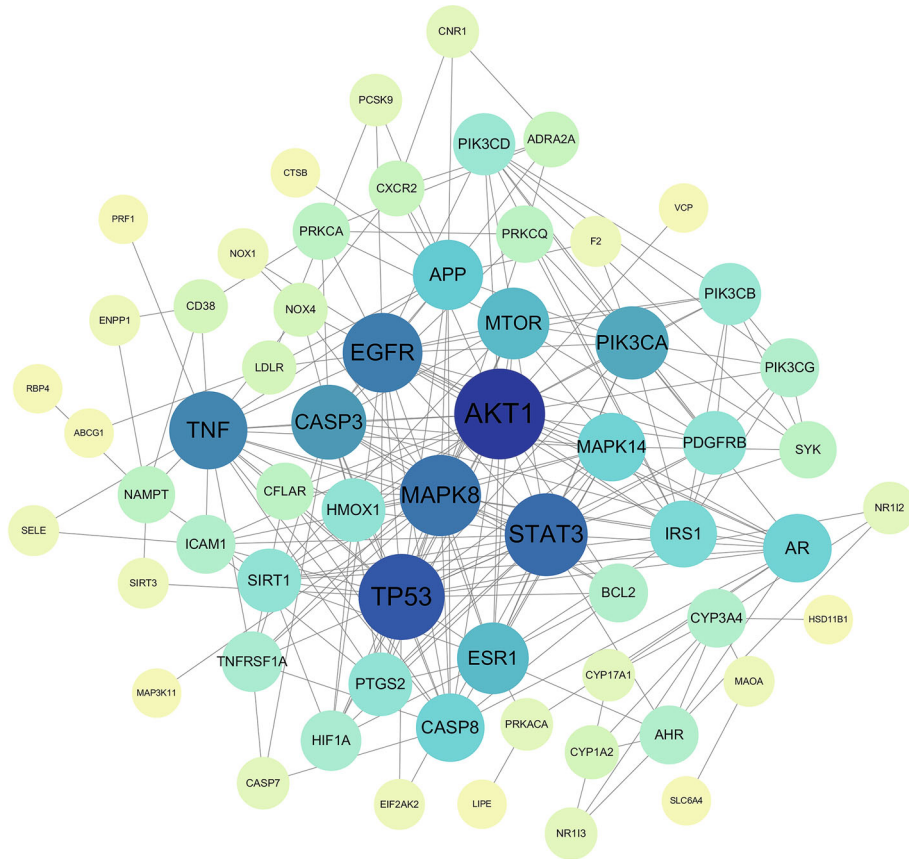 CNR1
PCSK9
PIK3CD
ADRA2A
CTSB
CXCR2
VCP
PRF1
PRKCA
PRKCQ
F2
NOX1
APP
PIK3CB
CD38
NOX4
ENPP1
MTOR
PIK3CA
EGFR
LDLR
PIK3CG
RBP4
AKT1
ABCG1
TNF
CASP3
MAPK14
PDGFRB
SYK
NAMPT
CFLAR
MAPK8
HMOX1
NR1I2
SELE
ICAM1
STAT3
IRS1
AR
SIRT3
SIRT1
TP53
BCL2
CYP3A4
HSD11B1
TNFRSF1A
ESR1
CYP17A1
MAOA
MAP3K11
PTGS2
PRKACA
CASP8
HIF1A
AHR
CYP1A2
CASP7
EIF2AK2
LIPE
SLC6A4
NR1I3